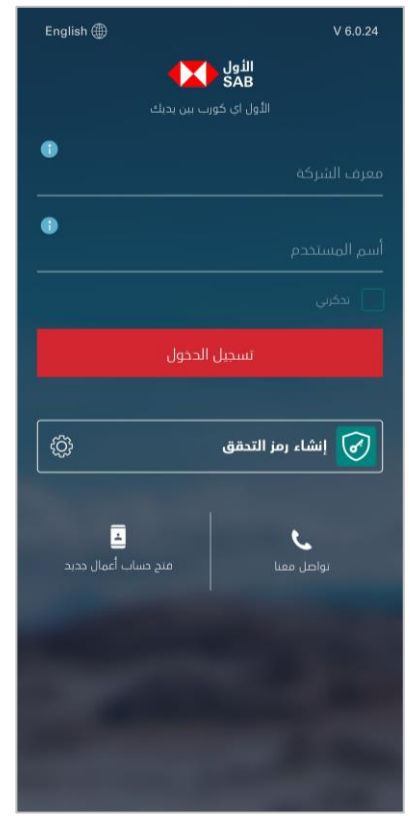 English
V 6.0.24
الأول
SAB
الأول اي كورب بين يديك
معرف الشركة
أسم المستخدم
تذكرني
تسجيل الدخول
إنشاء رمز التحقق
تواصل معنا
فتح حساب أعمال جديد